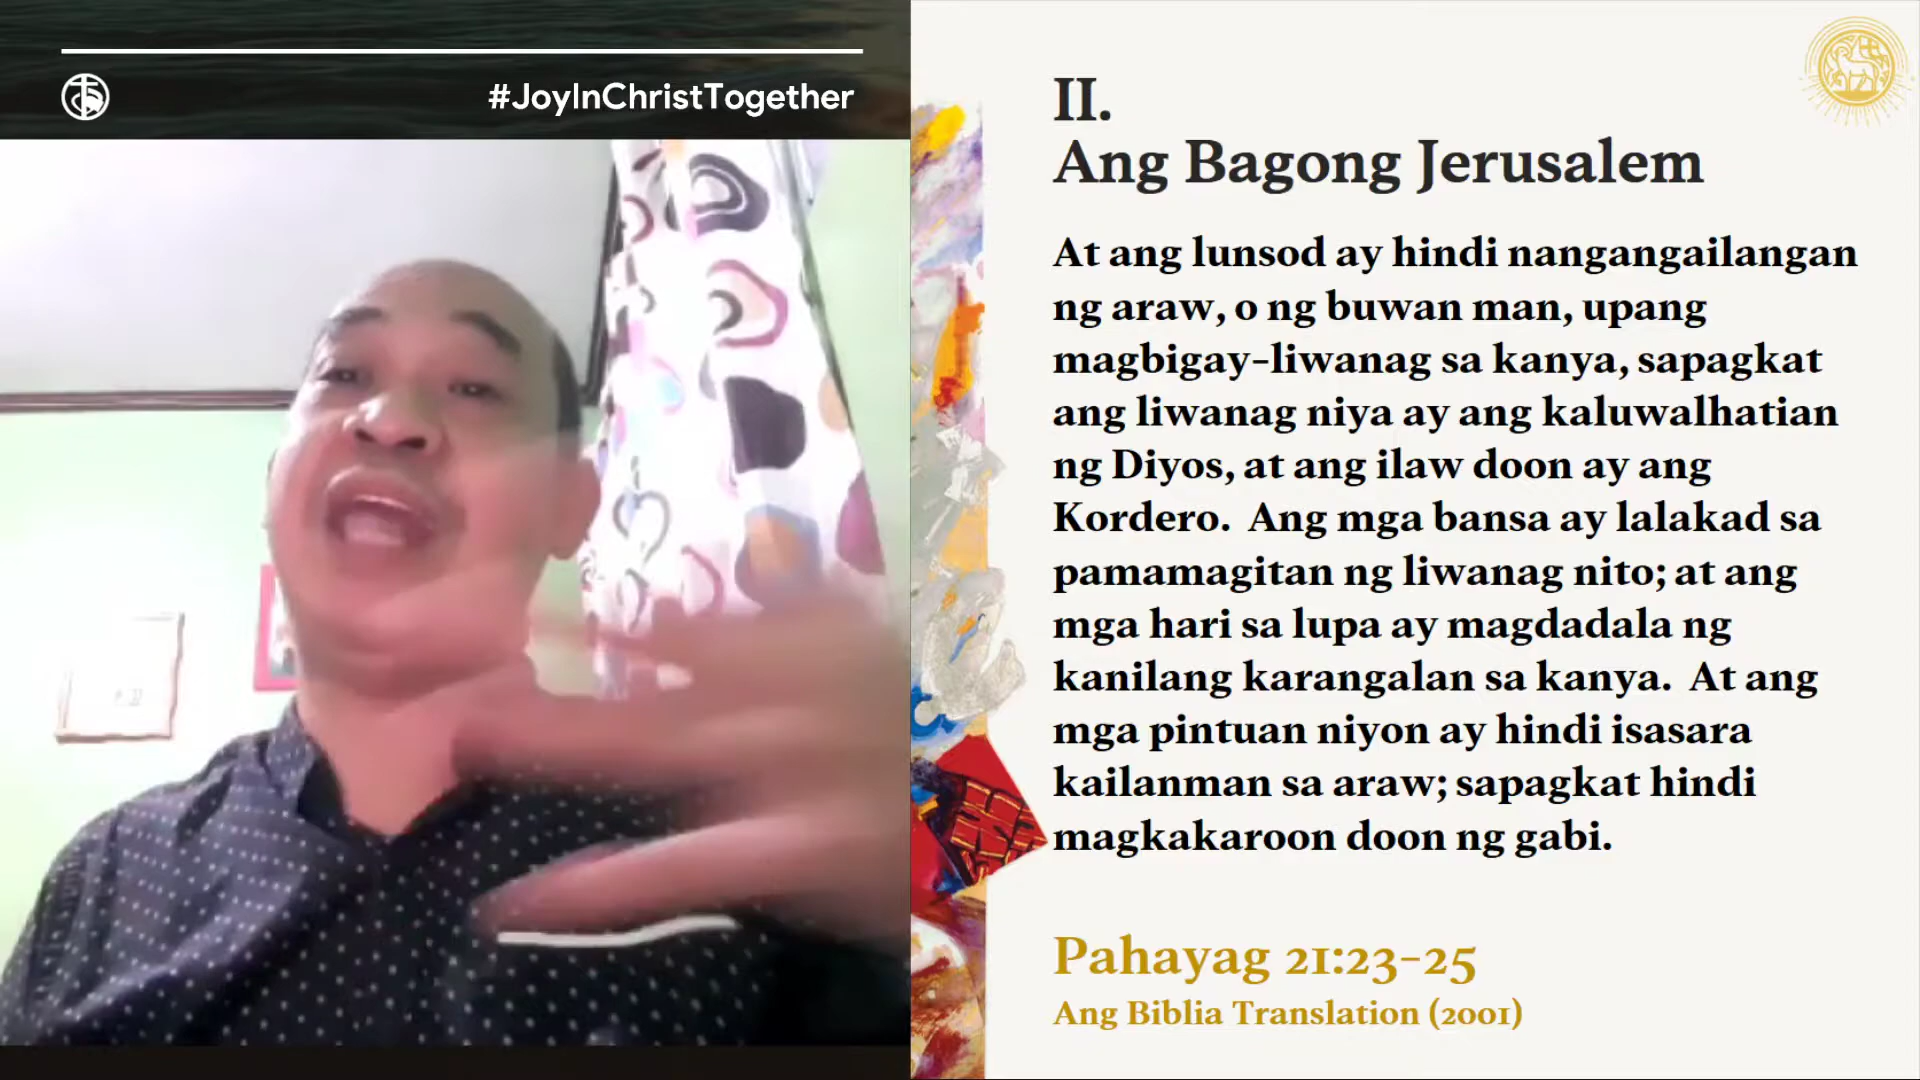 #JoyInChristTogether
II.
Ang Bagong Jerusalem
At ang lunsod ay hindi nangangailangan
ng araw, o ng buwan man, upang
magbigay-liwanag sa kanya, sapagkat
ang liwanag niya ay ang kaluwalhatian
ng Diyos, at ang ilaw doon ay ang
Kordero.  Ang mga bansa ay lalakad sa
pamamagitan ng liwanag nito; at ang
mga hari sa lupa ay magdadala ng
kanilang karangalan sa kanya.  At ang
mga pintuan niyon ay hindi isasara
kailanman sa araw; sapagkat hindi
magkakaroon doon ng gabi.
Pahayag 21:23-25
Ang Biblia Translation (2001)